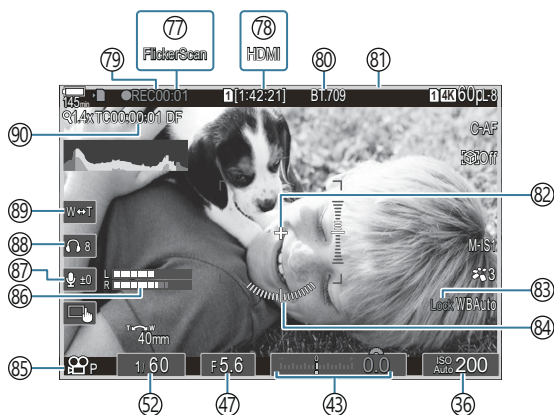 77 78
FlickerScan HDMI
79 80 81
145min ●REC00:01 1[1:42:21] BT.709 1 4K 60p L-8
90 1.4x TC00:00:01 DF C-AF
Off
82
89 W↔T
88 8 M-IS1
87 ±0 3 83
86 L R Lock WBAuto
T W 84
40mm
85 P 1/60 F5.6 0 0.0 ISO Auto 200
52 47 43 36